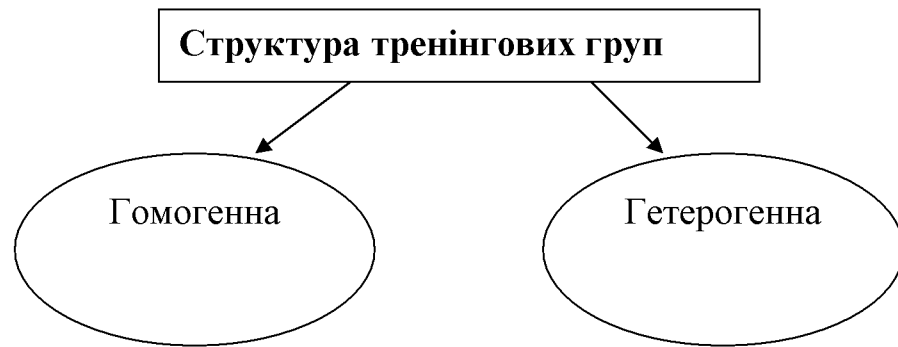 Структура тренінгових груп
Гомогенна
Гетерогенна